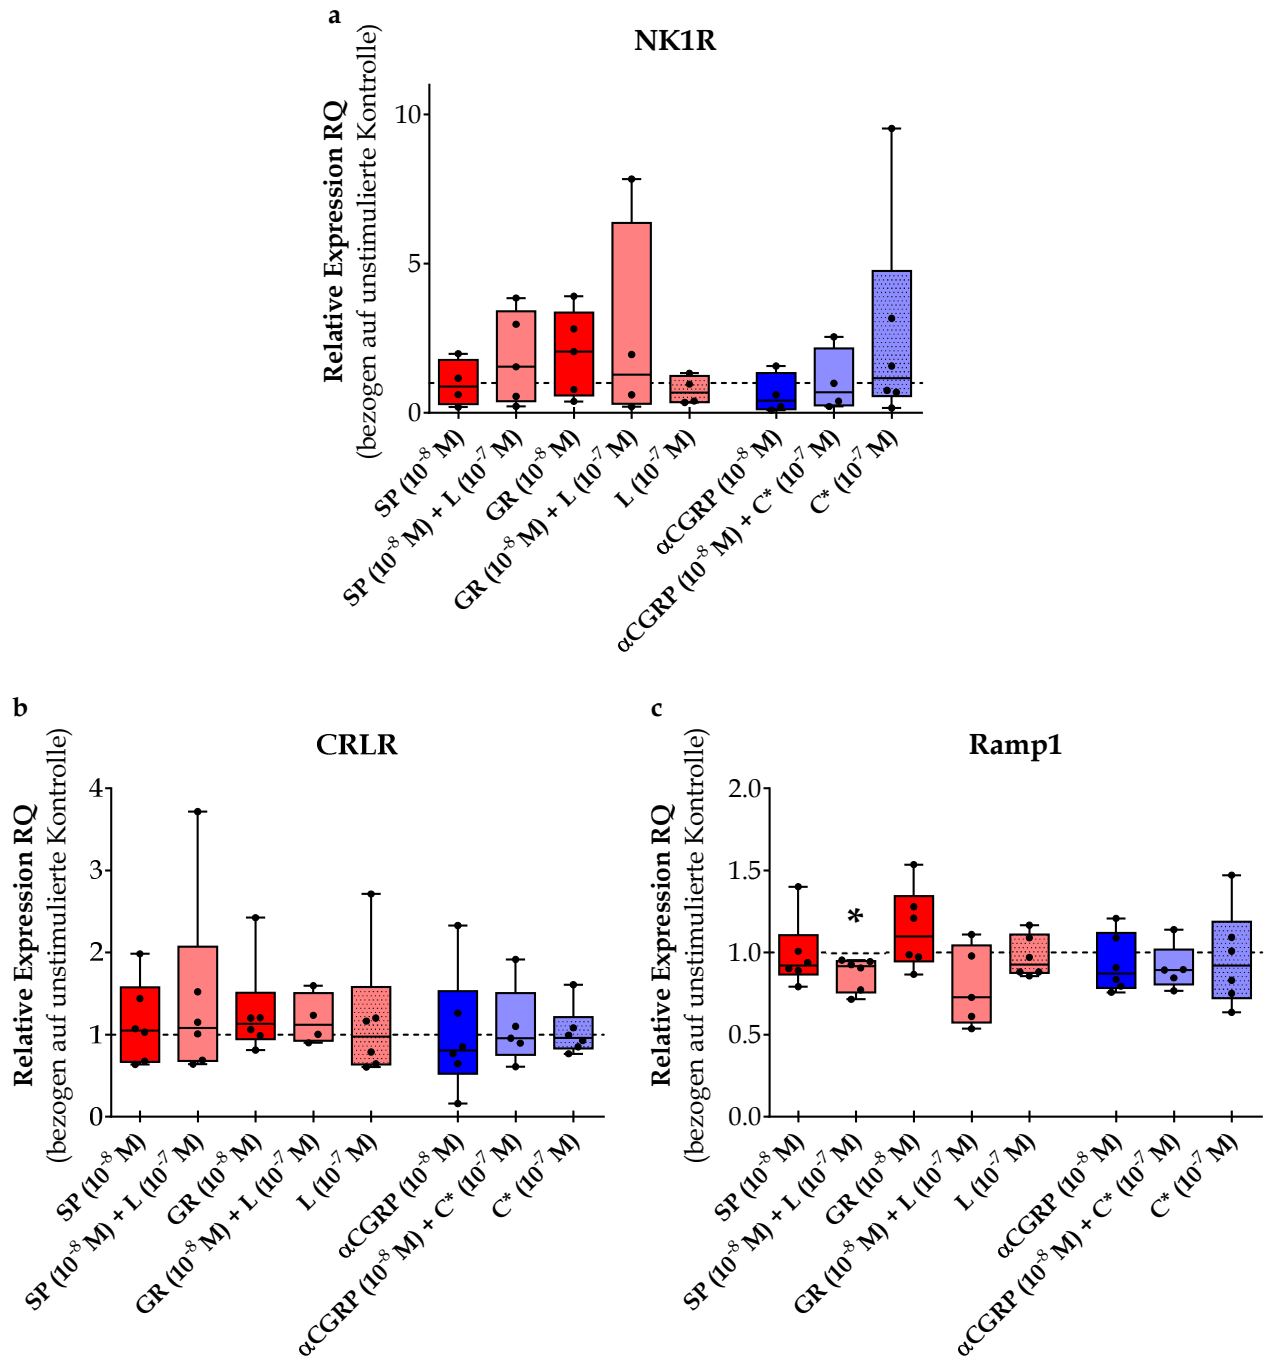 a
NK1R
Relative Expression RQ
(bezogen auf unstimulierte Kontrolle)
10
5
0
SP (10⁻⁸ M)
SP (10⁻⁸ M) + L (10⁻⁷ M)
GR (10⁻⁸ M)
GR (10⁻⁸ M) + L (10⁻⁷ M)
L (10⁻⁷ M)
αCGRP (10⁻⁸ M)
αCGRP (10⁻⁸ M) + C* (10⁻⁷ M)
C* (10⁻⁷ M)
b
CRLR
Relative Expression RQ
(bezogen auf unstimulierte Kontrolle)
4
3
2
1
0
SP (10⁻⁸ M)
SP (10⁻⁸ M) + L (10⁻⁷ M)
GR (10⁻⁸ M)
GR (10⁻⁸ M) + L (10⁻⁷ M)
L (10⁻⁷ M)
αCGRP (10⁻⁸ M)
αCGRP (10⁻⁸ M) + C* (10⁻⁷ M)
C* (10⁻⁷ M)
c
Ramp1
Relative Expression RQ
(bezogen auf unstimulierte Kontrolle)
2.0
1.5
1.0
0.5
0.0
*
SP (10⁻⁸ M)
SP (10⁻⁸ M) + L (10⁻⁷ M)
GR (10⁻⁸ M)
GR (10⁻⁸ M) + L (10⁻⁷ M)
L (10⁻⁷ M)
αCGRP (10⁻⁸ M)
αCGRP (10⁻⁸ M) + C* (10⁻⁷ M)
C* (10⁻⁷ M)